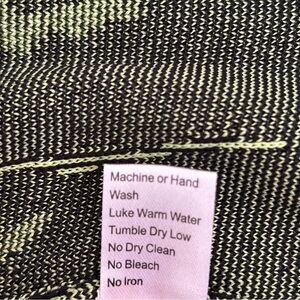 Machine or Hand
Wash
Luke Warm Water
Tumble Dry Low
No Dry Clean
No Bleach
No Iron